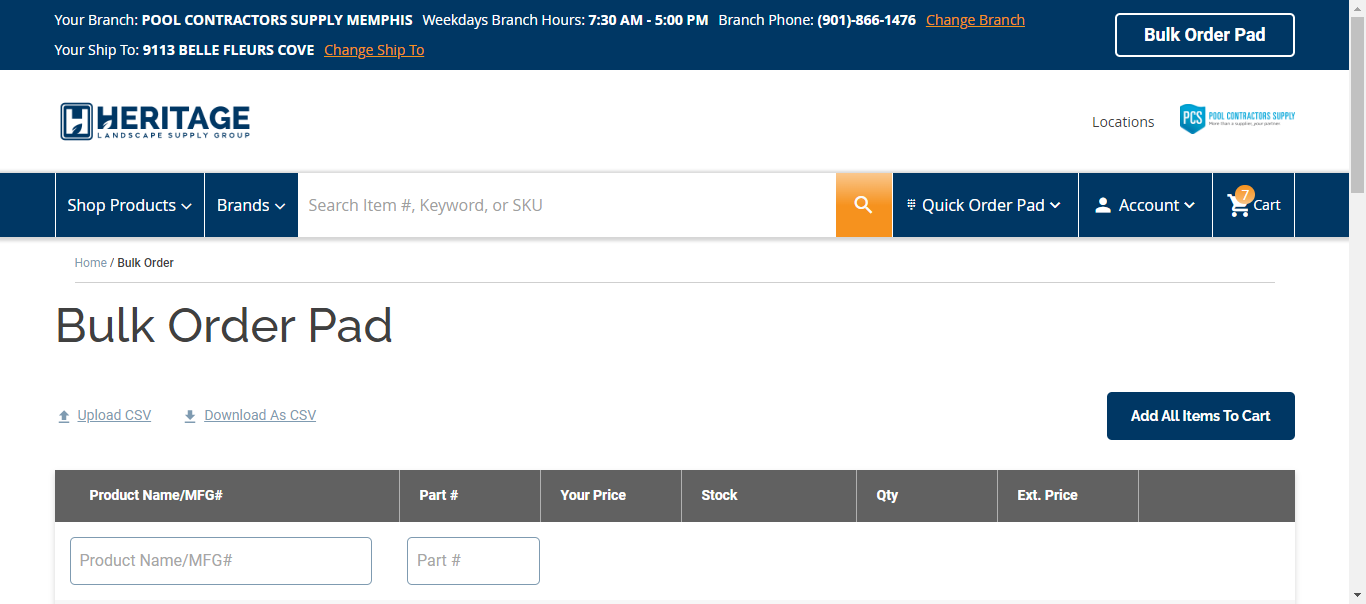 Your Branch: POOL CONTRACTORS SUPPLY MEMPHIS Weekdays Branch Hours: 7:30 AM - 5:00 PM Branch Phone: (901)-866-1476 Change Branch
Your Ship To: 9113 BELLE FLEURS COVE Change Ship To
Bulk Order Pad
HERITAGE
LANDSCAPE SUPPLY GROUP
Locations
PCS POOL CONTRACTORS SUPPLY
More than a supplier, your partner
Shop Products Brands Search Item #, Keyword, or SKU Quick Order Pad Account 7 Cart
Home / Bulk Order
Bulk Order Pad
Upload CSV Download As CSV Add All Items To Cart
Product Name/MFG# Part # Your Price Stock Qty Ext. Price
Product Name/MFG# Part #